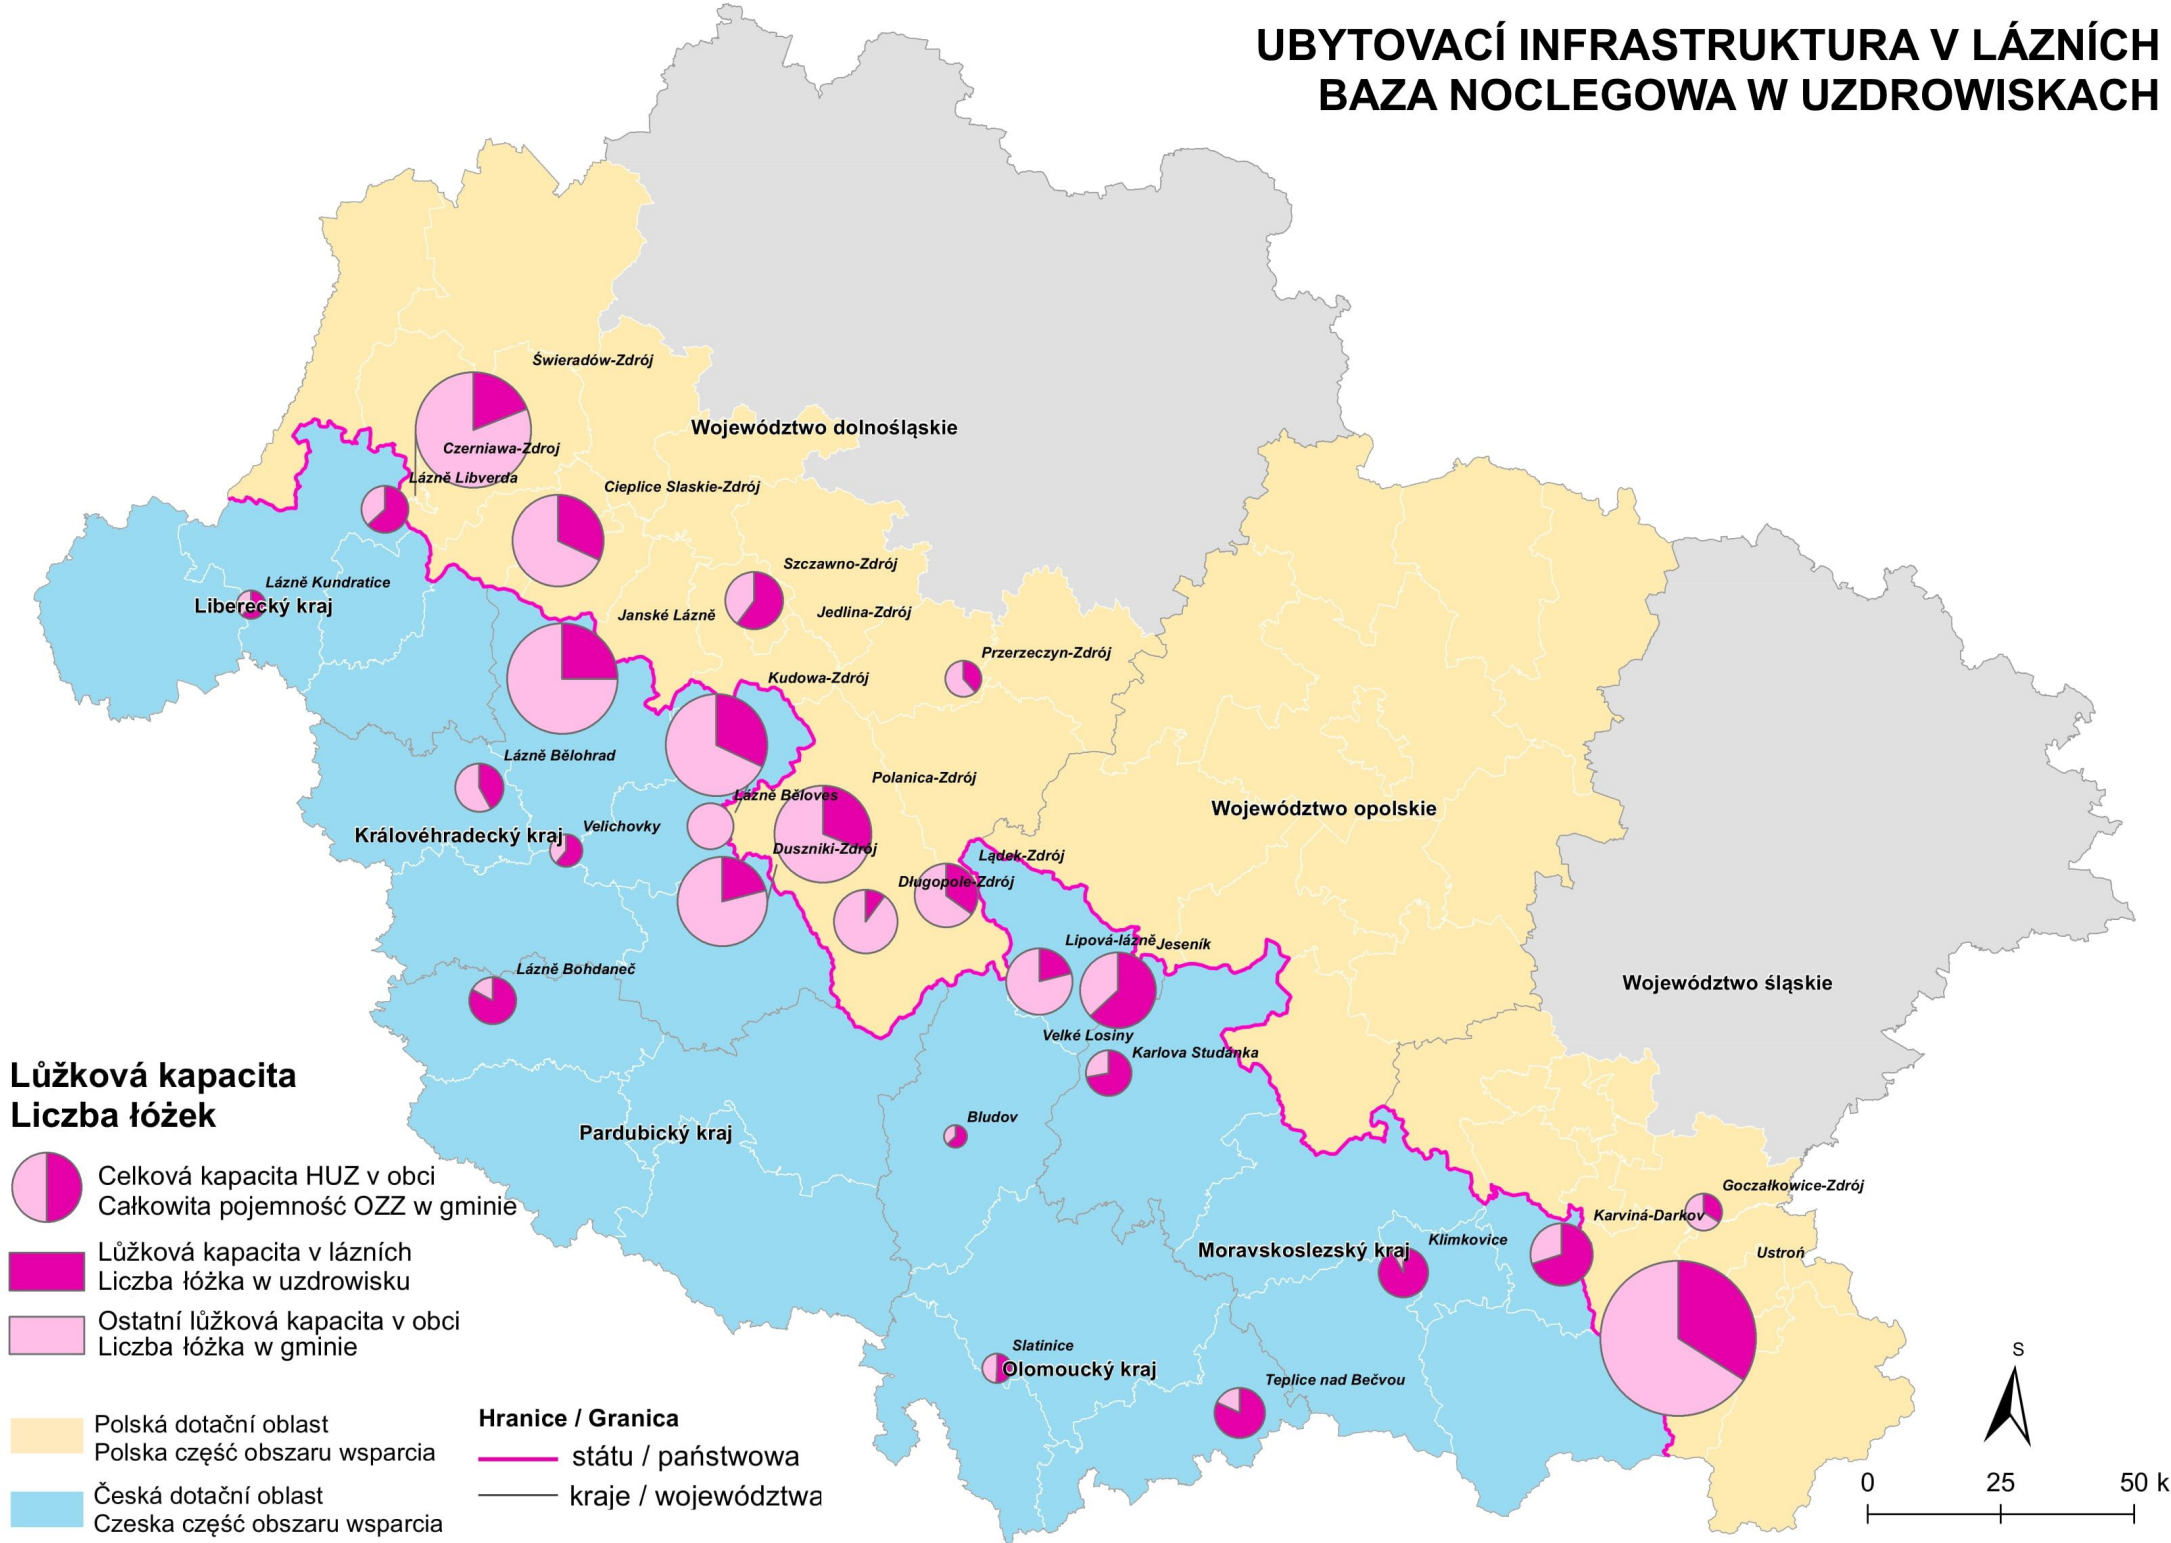 UBYTOVACÍ INFRASTRUKTURA V LÁZNÍCH
BAZA NOCLEGOWA W UZDROWISKACH
Świeradów-Zdrój
Województwo dolnośląskie
Czerniawa-Zdroj
Lázně Libverda
Cieplice Slaskie-Zdrój
Szczawno-Zdrój
Lázně Kundratice
Liberecký kraj
Janské Lázně
Jedlina-Zdrój
Przerzeczyn-Zdrój
Kudowa-Zdrój
Lázně Bělohrad
Polanica-Zdrój
Lázně Běloves
Województwo opolskie
Velichovky
Královéhradecký kraj
Duszniki-Zdrój
Lądek-Zdrój
Długopole-Zdrój
Lipová-lázně
Jeseník
Lázně Bohdaneč
Województwo śląskie
Velké Losiny
Karlova Studánka
Bludov
Pardubický kraj
Goczałkowice-Zdrój
Karviná-Darkov
Klimkovice
Moravskoslezský kraj
Ustroń
Slatinice
Olomoucký kraj
Teplice nad Bečvou
Lůžková kapacita
Liczba łóżek
Celková kapacita HUZ v obci
Całkowita pojemność OZZ w gminie
Lůžková kapacita v lázních
Liczba łóżka w uzdrowisku
Ostatní lůžková kapacita v obci
Liczba łóżka w gminie
Polská dotační oblast
Polska część obszaru wsparcia
Česká dotační oblast
Czeska część obszaru wsparcia
Hranice / Granica
státu / państwowa
kraje / województwa
S
0 25 50 k